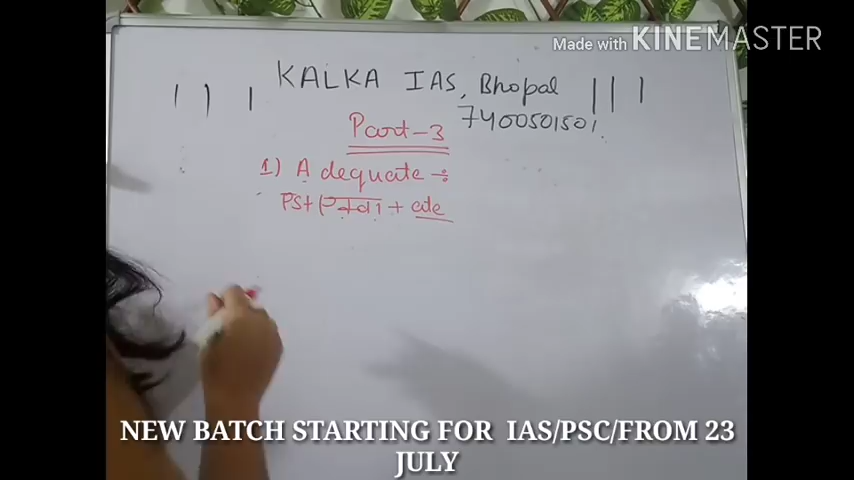 Made with KINEMASTER
KALKA IAS, Bhopal
7400501501
Part-3
1) Adequate ÷
+ ate
NEW BATCH STARTING FOR IAS/PSC/FROM 23
JULY